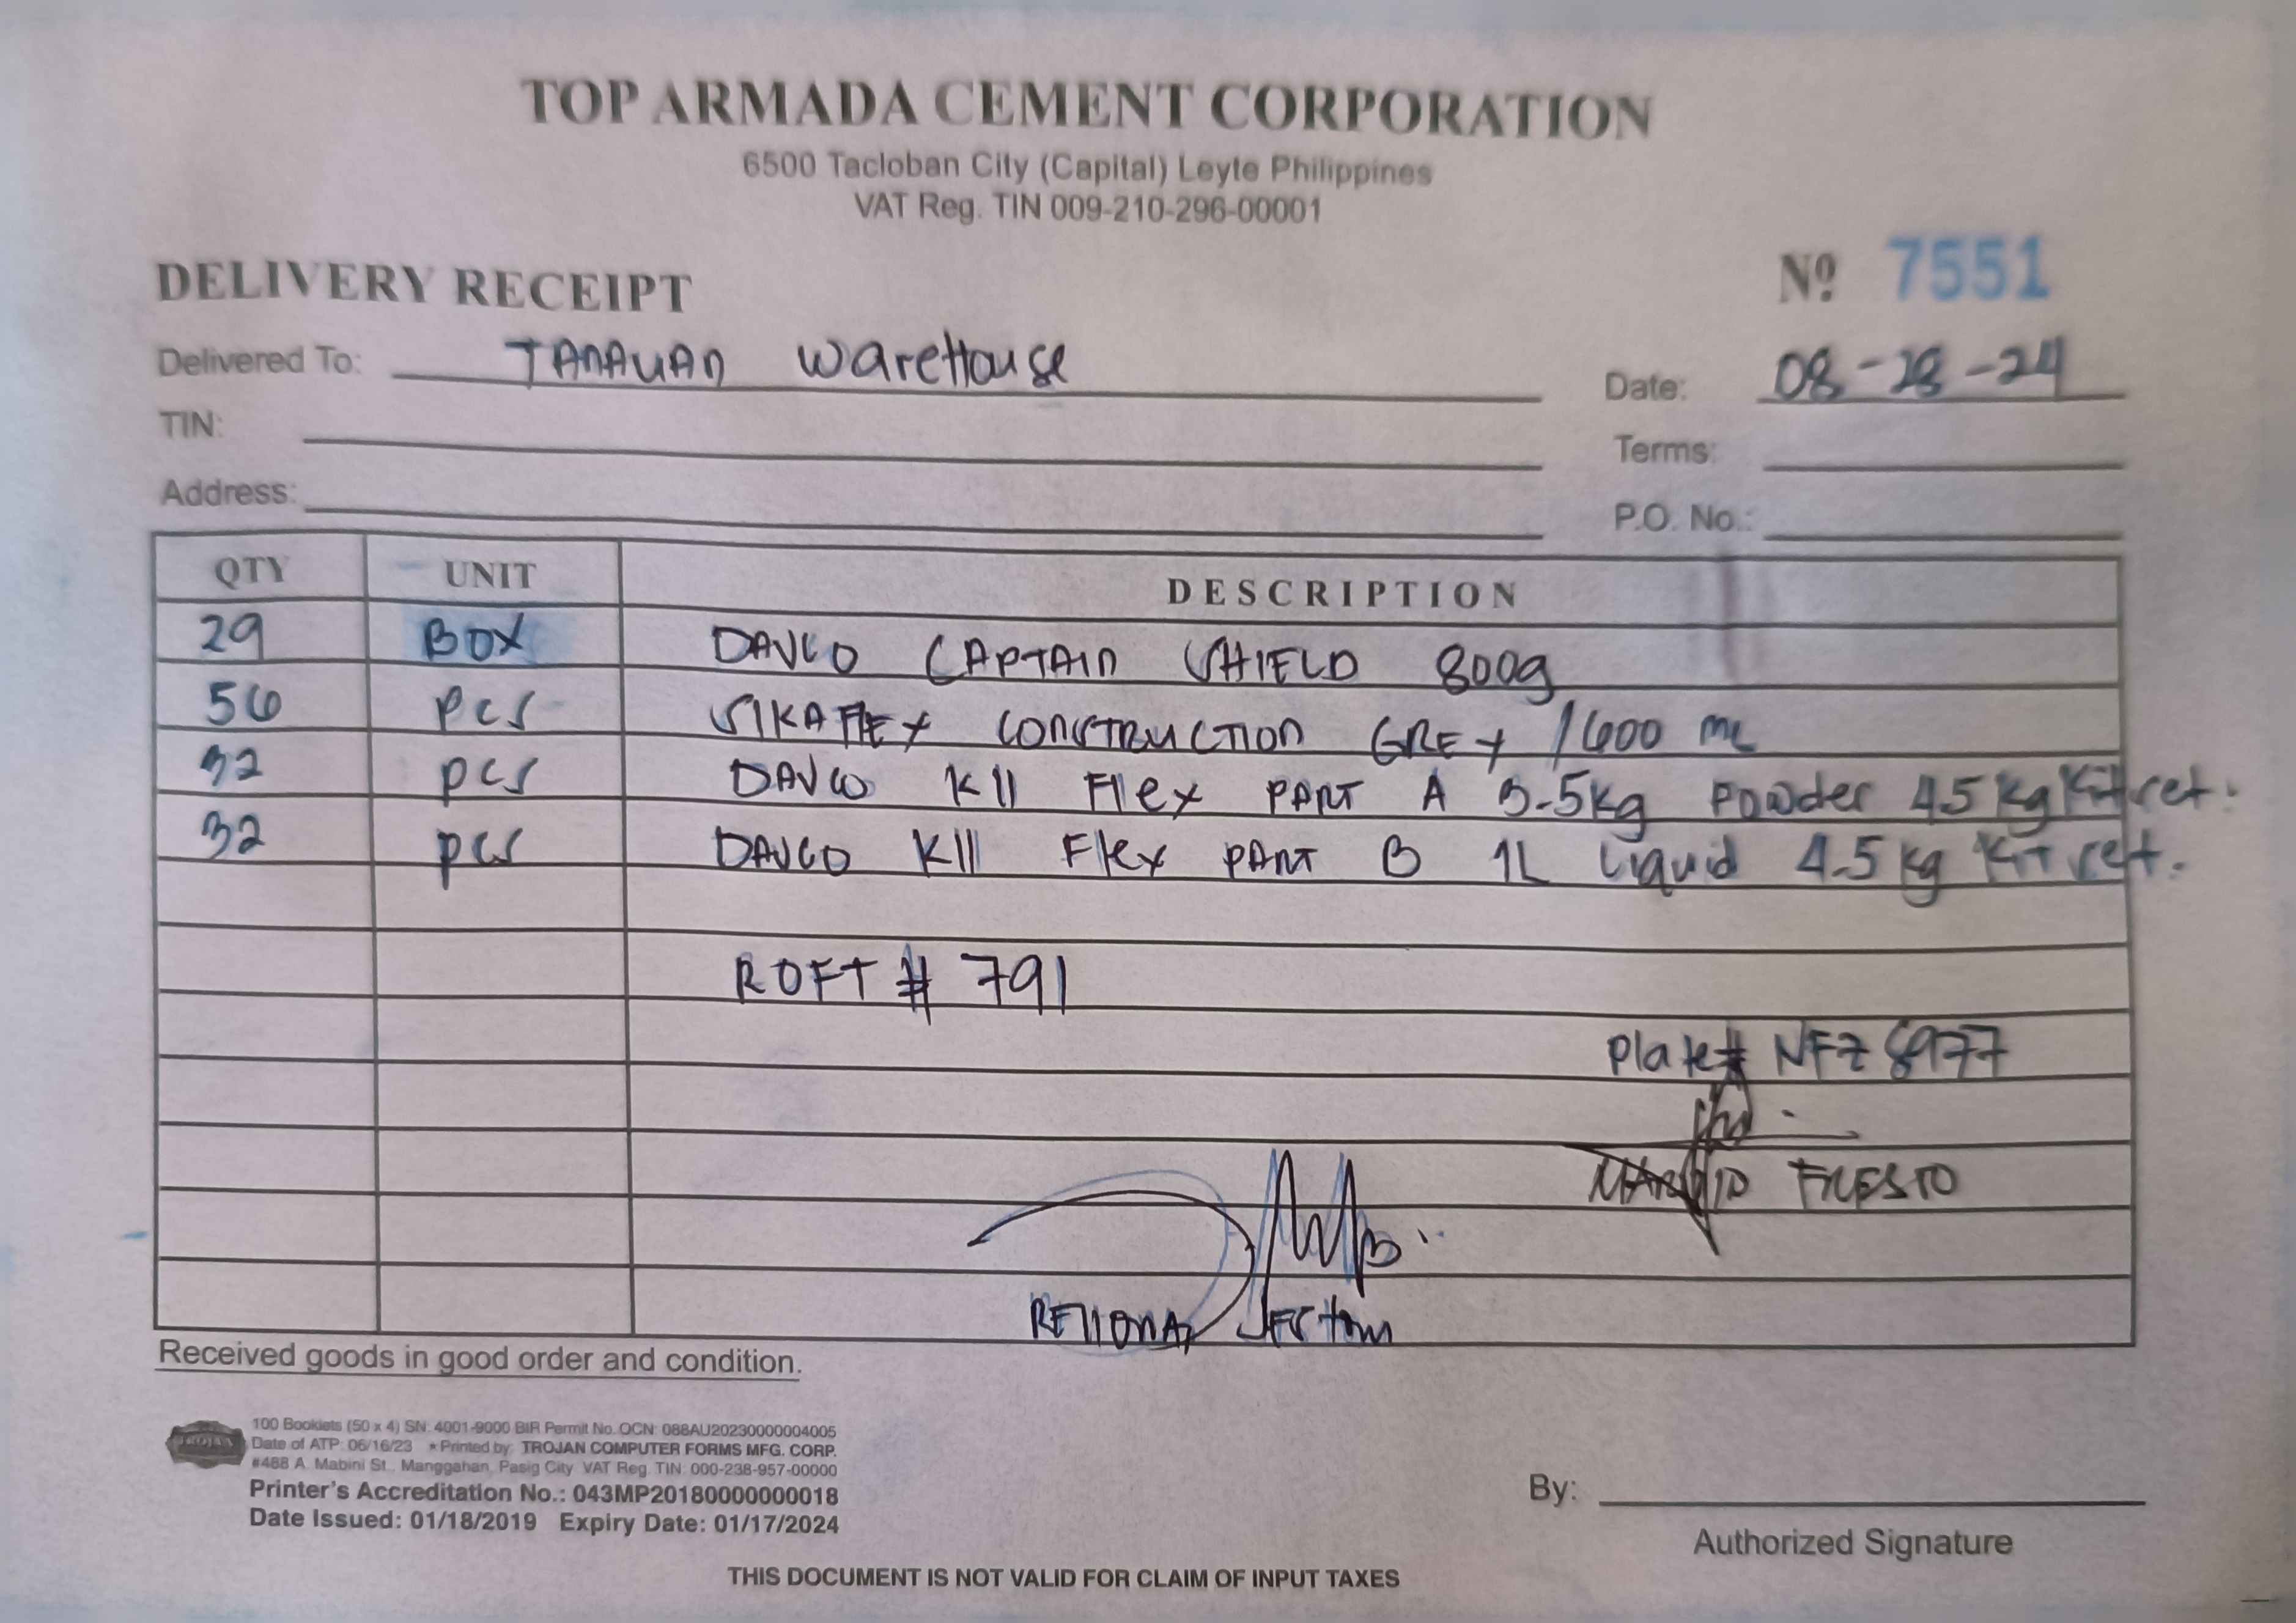 TOP ARMADA CEMENT CORPORATION
6500 Tacloban City (Capital) Leyte Philippines
VAT Reg. TIN 009-210-296-00001
DELIVERY RECEIPT
Nº 7551
Delivered To: TANAUAN WareHouse
Date: 08-28-24
TIN:
Terms:
Address:
P.O. No.:
QTY UNIT DESCRIPTION
29 BOX DAVCO CAPTAIN SHIELD 800g
56 pcs SIKAFLEX CONSTRUCTION GREY /600 ml
32 pcs DAVCO K11 Flex PART A 3.5kg Powder 4.5 kg Kit ret.
32 pcs DAVCO K11 Flex PART B 1L Liquid 4.5 kg Kit ret.
ROFT # 791
Plate# NFZ 8977
Received goods in good order and condition.
100 Booklets (50 x 4) SN: 4001-9000 BIR Permit No. OCN: 088AU20230000004005
Date of ATP: 06/16/23 * Printed by: TROJAN COMPUTER FORMS MFG. CORP.
#488 A. Mabini St., Manggahan, Pasig City VAT Reg. TIN: 000-238-957-00000
Printer's Accreditation No.: 043MP20180000000018
Date Issued: 01/18/2019 Expiry Date: 01/17/2024
By:
Authorized Signature
THIS DOCUMENT IS NOT VALID FOR CLAIM OF INPUT TAXES